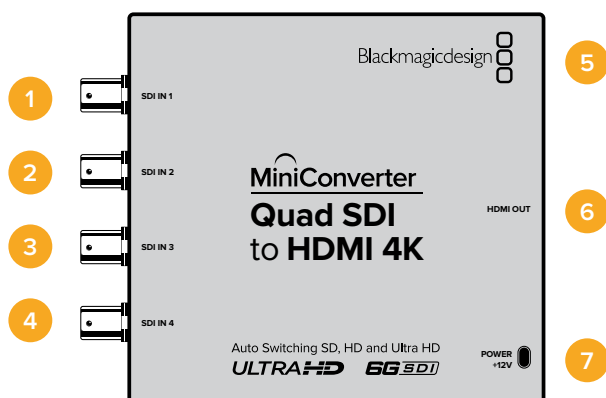 Blackmagicdesign
5
1
SDI IN 1
2
SDI IN 2
MiniConverter
Quad SDI
to HDMI 4K
HDMI OUT
6
3
SDI IN 3
4
SDI IN 4
Auto Switching SD, HD and Ultra HD
ULTRA HD 6G SDI
POWER
+12V
7